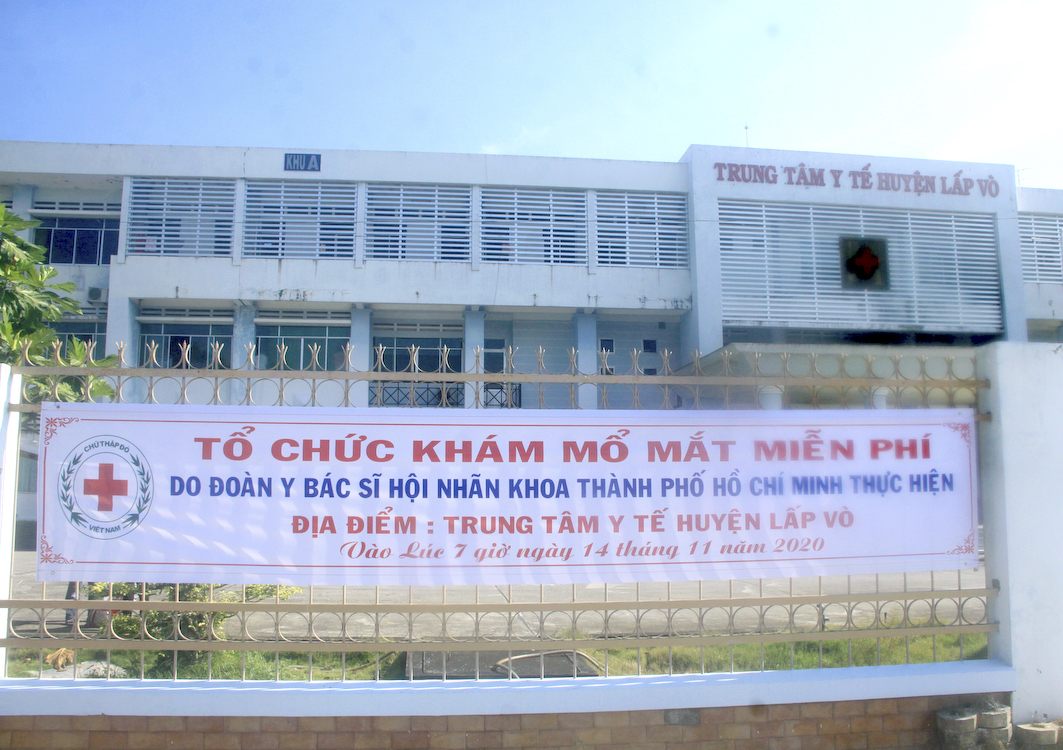 KHU A
TRUNG TÂM Y TẾ HUYỆN LẤP VÒ
TỔ CHỨC KHÁM MỔ MẮT MIỄN PHÍ
DO ĐOÀN Y BÁC SĨ HỘI NHÃN KHOA THÀNH PHỐ HỒ CHÍ MINH THỰC HIỆN
ĐỊA ĐIỂM : TRUNG TÂM Y TẾ HUYỆN LẤP VÒ
Vào Lúc 7 giờ ngày 14 tháng 11 năm 2020
CHỮ THẬP ĐỎ
VIỆT NAM